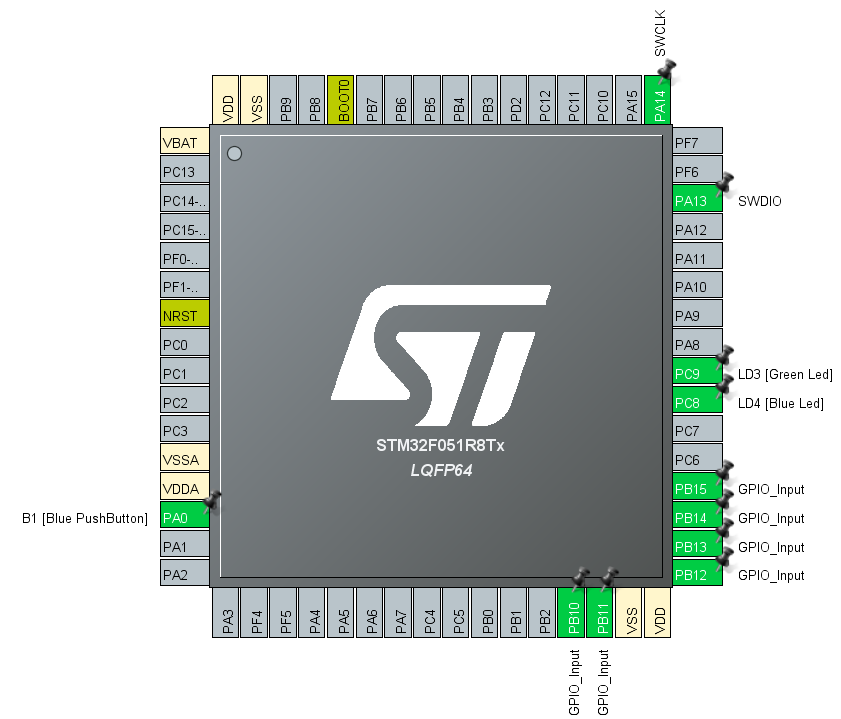 SWCLK
VDD
VSS
PB9
PB8
BOOT0
PB7
PB6
PB5
PB4
PB3
PD2
PC12
PC11
PC10
PA15
PA14
VBAT
PC13
PC14-..
PC15-..
PF0-..
PF1-..
NRST
PC0
PC1
PC2
PC3
VSSA
VDDA
B1 [Blue PushButton]
PA0
PA1
PA2
ST
STM32F051R8Tx
LQFP64
PF7
PF6
PA13
SWDIO
PA12
PA11
PA10
PA9
PA8
PC9
LD3 [Green Led]
PC8
LD4 [Blue Led]
PC7
PC6
PB15
GPIO_Input
PB14
GPIO_Input
PB13
GPIO_Input
PB12
GPIO_Input
PA3
PF4
PF5
PA4
PA5
PA6
PA7
PC4
PC5
PB0
PB1
PB2
PB10
PB11
VSS
VDD
GPIO_Input
GPIO_Input